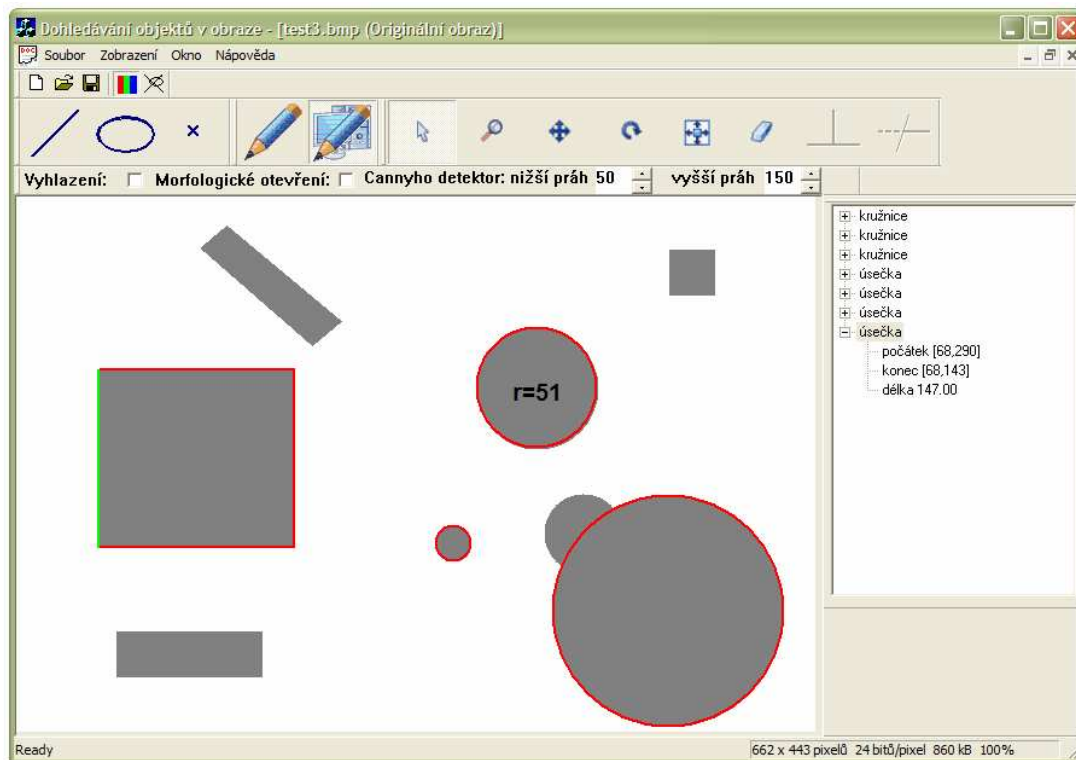 Dohledávání objektů v obraze - [test3.bmp (Originální obraz)]
Soubor Zobrazení Okno Nápověda
Vyhlazení: Morfologické otevření: Cannyho detektor: nižší práh 50 vyšší práh 150
kružnice
kružnice
kružnice
úsečka
úsečka
úsečka
úsečka
počátek [68,290]
konec [68,143]
délka 147.00
r=51
Ready 662 x 443 pixelů 24 bitů/pixel 860 kB 100%